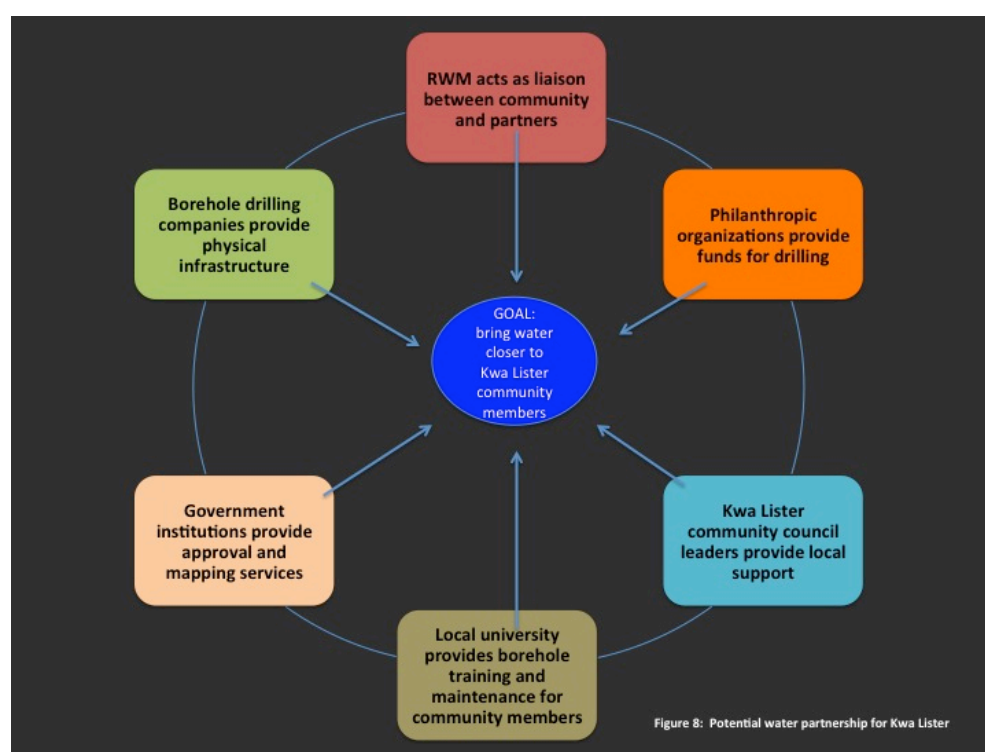 RWM acts as liaison
between community
and partners
Borehole drilling
companies provide
physical
infrastructure
Philanthropic
organizations provide
funds for drilling
GOAL:
bring water
closer to
Kwa Lister
community
members
Government
institutions provide
approval and
mapping services
Kwa Lister
community council
leaders provide local
support
Local university
provides borehole
training and
maintenance for
community members
Figure 8:  Potential water partnership for Kwa Lister